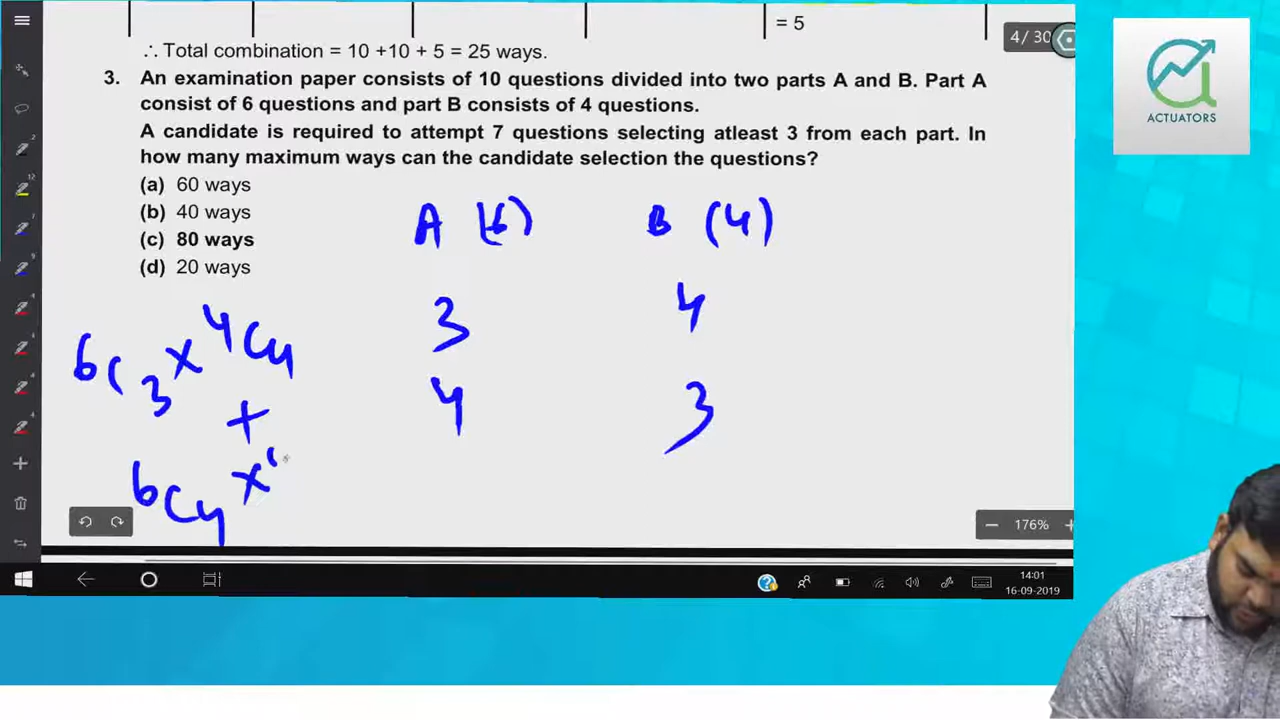 = 5
4 / 30
∴ Total combination = 10 +10 + 5 = 25 ways.
3. An examination paper consists of 10 questions divided into two parts A and B. Part A
consist of 6 questions and part B consists of 4 questions.
A candidate is required to attempt 7 questions selecting atleast 3 from each part. In
how many maximum ways can the candidate selection the questions?
(a) 60 ways
(b) 40 ways
(c) 80 ways
(d) 20 ways
A (6) B (4)
3 4
4 3
6C3 x 4C4
+
6C4 x
176%
14:01
16-09-2019
ACTUATORS